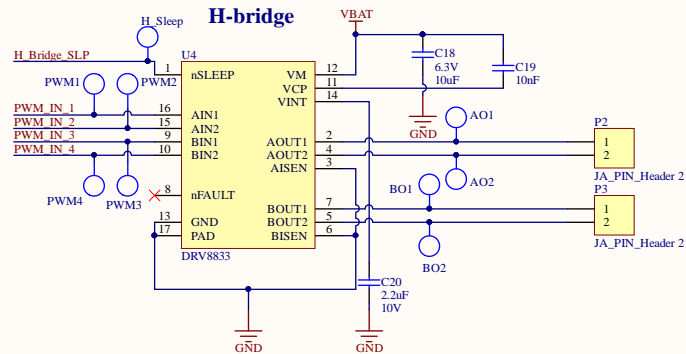 H-bridge
H_Sleep
VBAT
H_Bridge_SLP
U4
C18
6.3V
10uF
C19
10nF
PWM1
PWM2
1
nSLEEP
VM
12
VCP
11
VINT
14
GND
AO1
PWM_IN_1
16
AIN1
PWM_IN_2
15
AIN2
PWM_IN_3
9
BIN1
PWM_IN_4
10
BIN2
AOUT1
2
AOUT2
4
AISEN
3
P2
1
2
JA_PIN_Header 2
PWM4
PWM3
8
nFAULT
AO2
BO1
P3
1
2
JA_PIN_Header 2
13
GND
17
PAD
BOUT1
7
BOUT2
5
BISEN
6
DRV8833
BO2
C20
2.2uF
10V
GND
GND